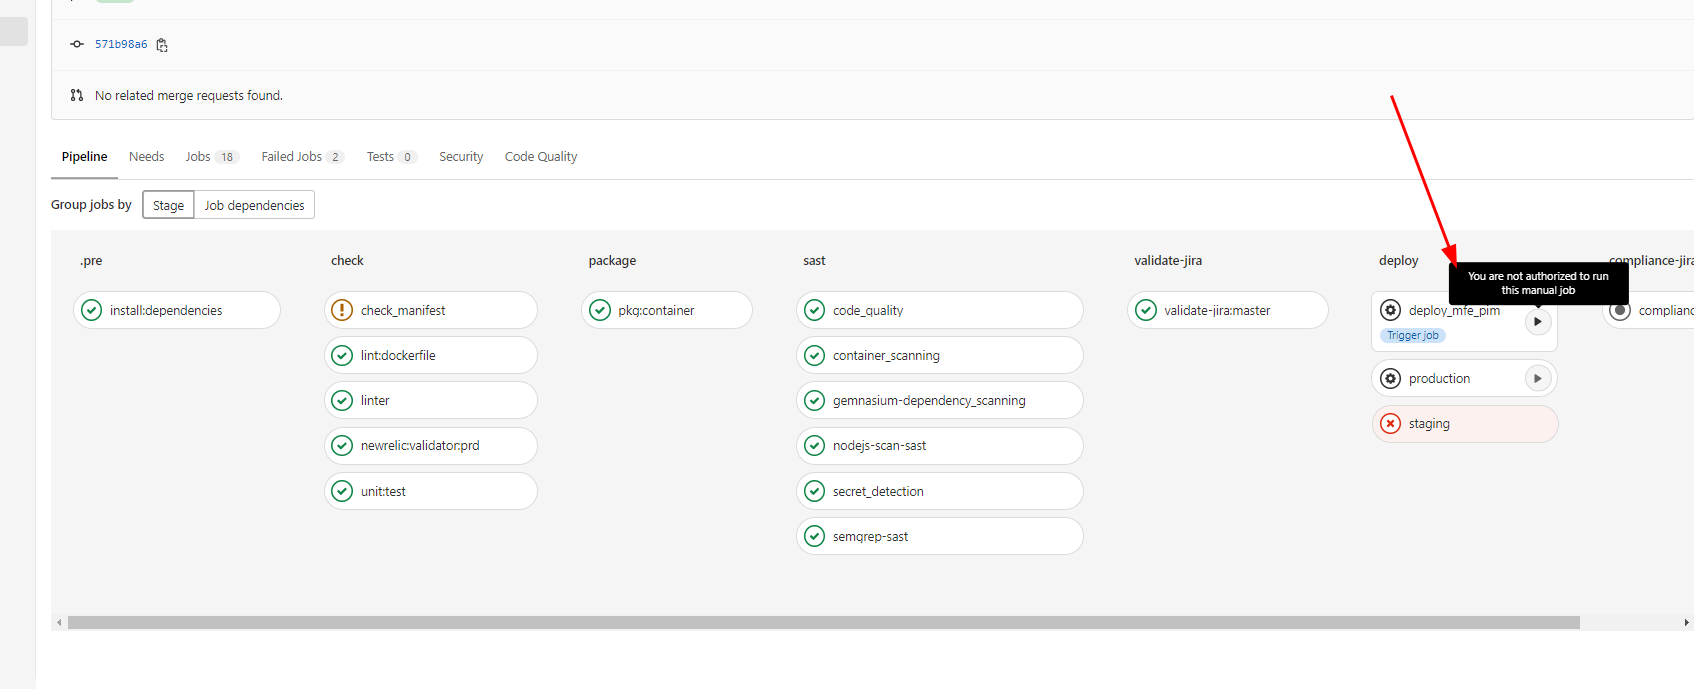 571b98a6
No related merge requests found.
Pipeline Needs Jobs 18 Failed Jobs 2 Tests 0 Security Code Quality
Group jobs by Stage Job dependencies
.pre check package sast validate-jira deploy compliance-jira
You are not authorized to run
this manual job
install:dependencies check_manifest pkg:container code_quality validate-jira:master deploy_mfe_pim complianc
Trigger job
lint:dockerfile container_scanning
production
linter gemnasium-dependency_scanning
staging
newrelic:validator:prd nodejs-scan-sast
unit:test secret_detection
semgrep-sast